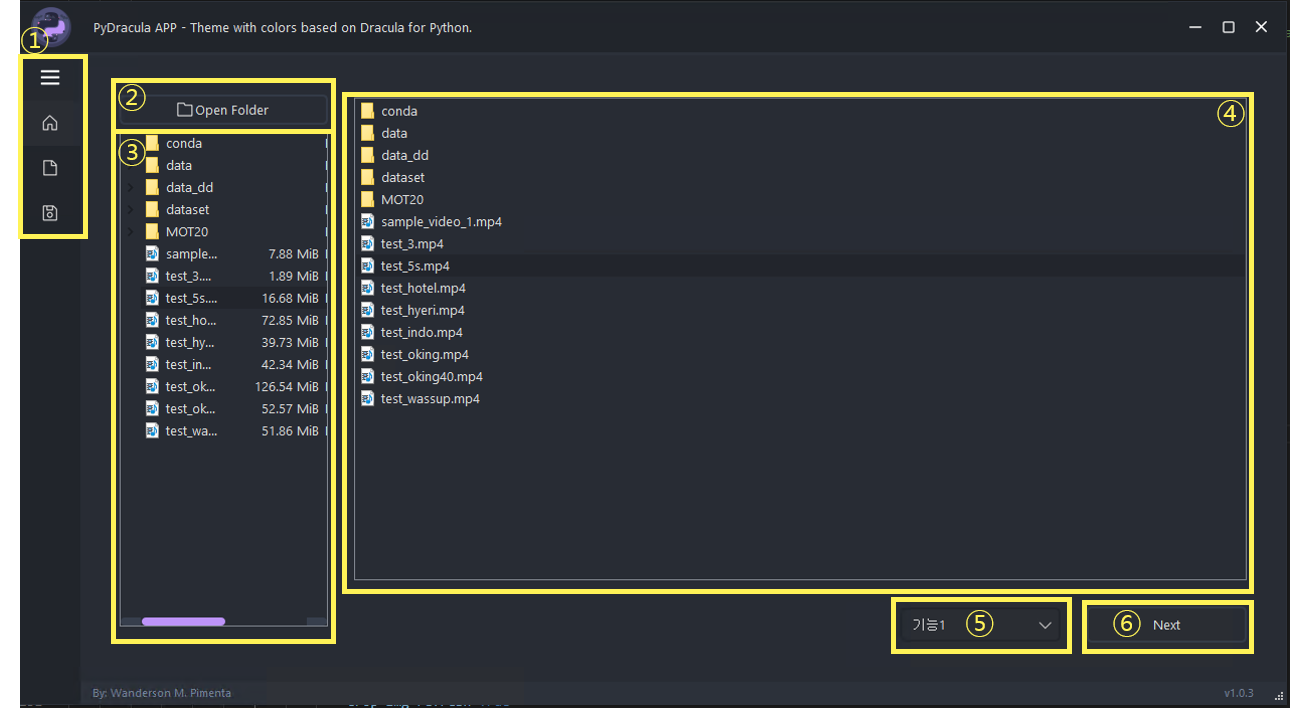 PyDracula APP - Theme with colors based on Dracula for Python.
①
②
Open Folder
③
conda
data
data_dd
dataset
MOT20
sample... 7.88 MiB
test_3.... 1.89 MiB
test_5s.... 16.68 MiB
test_ho... 72.85 MiB
test_hy... 39.73 MiB
test_in... 42.34 MiB
test_ok... 126.54 MiB
test_ok... 52.57 MiB
test_wa... 51.86 MiB
④
conda
data
data_dd
dataset
MOT20
sample_video_1.mp4
test_3.mp4
test_5s.mp4
test_hotel.mp4
test_hyeri.mp4
test_indo.mp4
test_oking.mp4
test_oking40.mp4
test_wassup.mp4
기능1 ⑤
⑥ Next
By: Wanderson M. Pimenta
v1.0.3